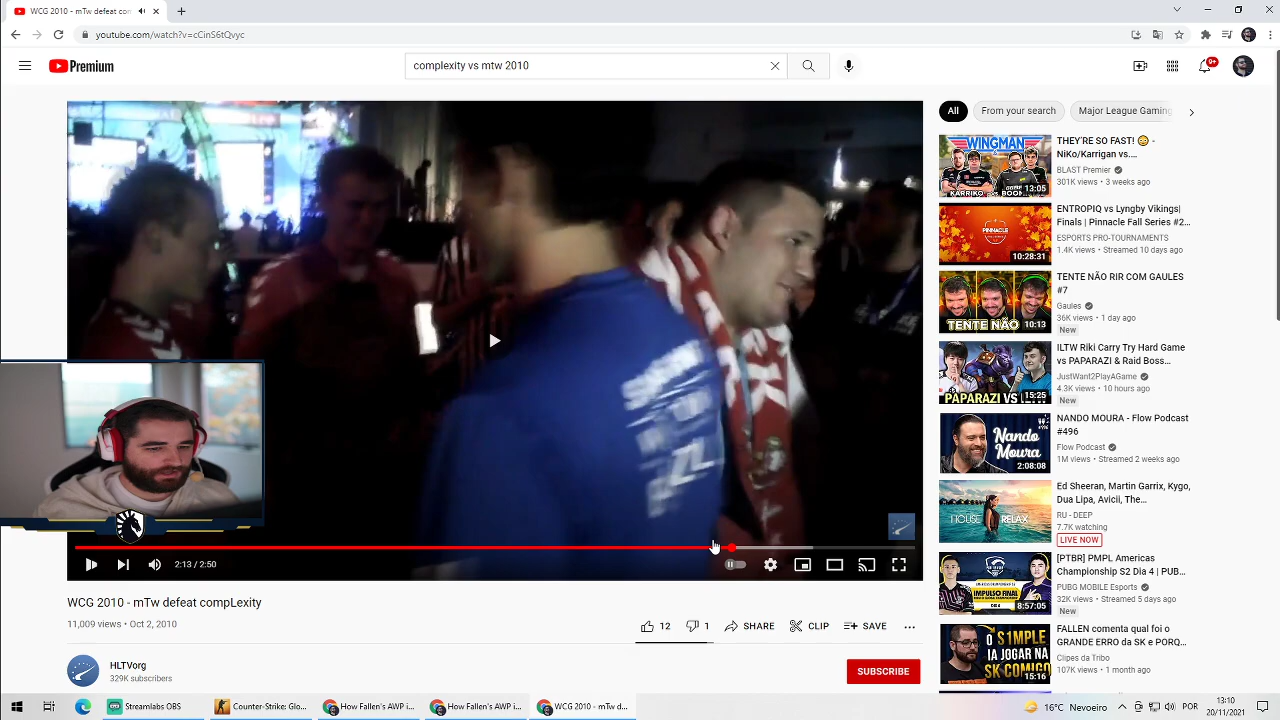 WCG 2010 - mTw defeat com
youtube.com/watch?v=cCinS6tQvyc
Premium
complexity vs mtw 2010
9+
All
From your search
Major League Gaming
WINGMAN
KARRIKO
13:05
THEY'RE SO FAST! 😳 -
NiKo/Karrigan vs....
BLAST Premier
301K views • 3 weeks ago
PINNACLE
10:28:31
ENTROPIQ vs Lyngby Vikings|
Finals | Pinnacle Fall Series #2...
ESPORTS PRO-TOURNAMENTS
1.4K views • Streamed 10 days ago
TENTE NÃO
10:13
TENTE NÃO RIR COM GAULES
#7
Gaules
36K views • 1 day ago
New
PAPARAZI VS
15:25
ILTW Riki Carry Try Hard Game
vs PAPARAZI & Raid Boss...
JustWant2PlayAGame
4.3K views • 10 hours ago
New
Nando
Moura
2:08:08
NANDO MOURA - Flow Podcast
#496
Flow Podcast
1M views • Streamed 2 weeks ago
HOUSE RELAX
Ed Sheeran, Martin Garrix, Kygo,
Dua Lipa, Avicii, The...
RU - DEEP
7.7K watching
LIVE NOW
IMPULSO FINAL
8:57:05
[PTBR] PMPL Americas
Championship S2 Dia 4 | PUB...
PUBG MOBILE Esports
32K views • Streamed 5 days ago
New
O S1MPLE
IA JOGAR NA
SK COMIGO
15:16
FALLEN comenta qual foi o
GRANDE ERRO da SK e PORQ...
Clipes da Tribo
107K views • 1 month ago
2:13 / 2:50
WCG 2010 - mTw defeat compLexity
11,009 views • Oct 2, 2010
12
1
SHARE
CLIP
SAVE
HLTVorg
329K subscribers
SUBSCRIBE
Streamlabs OBS
Counter-Strike: Glo...
How Fallen's AWP i...
How Fallen's AWP i...
WCG 2010 - mTw d...
16°C Nevoeiro
POR
13:10
20/11/2021